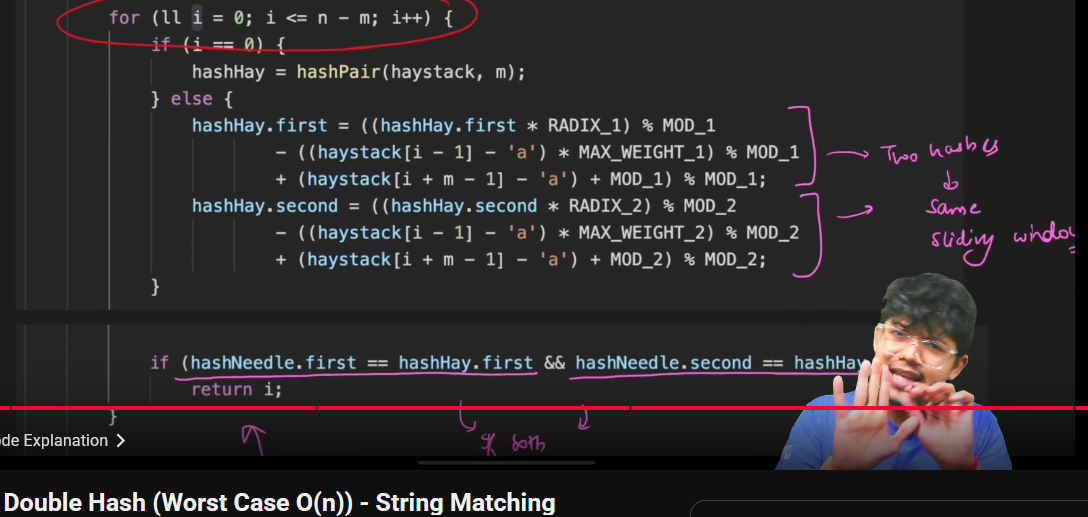 for (ll i = 0; i <= n - m; i++) {
if (i == 0) {
hashHay = hashPair(haystack, m);
} else {
hashHay.first = ((hashHay.first * RADIX_1) % MOD_1
- ((haystack[i - 1] - 'a') * MAX_WEIGHT_1) % MOD_1
+ (haystack[i + m - 1] - 'a') + MOD_1) % MOD_1;
hashHay.second = ((hashHay.second * RADIX_2) % MOD_2
- ((haystack[i - 1] - 'a') * MAX_WEIGHT_2) % MOD_2
+ (haystack[i + m - 1] - 'a') + MOD_2) % MOD_2;
}
Two hashes
same
sliding window
if (hashNeedle.first == hashHay.first && hashNeedle.second == hashHay
return i;
}
both
de Explanation
Double Hash (Worst Case O(n)) - String Matching